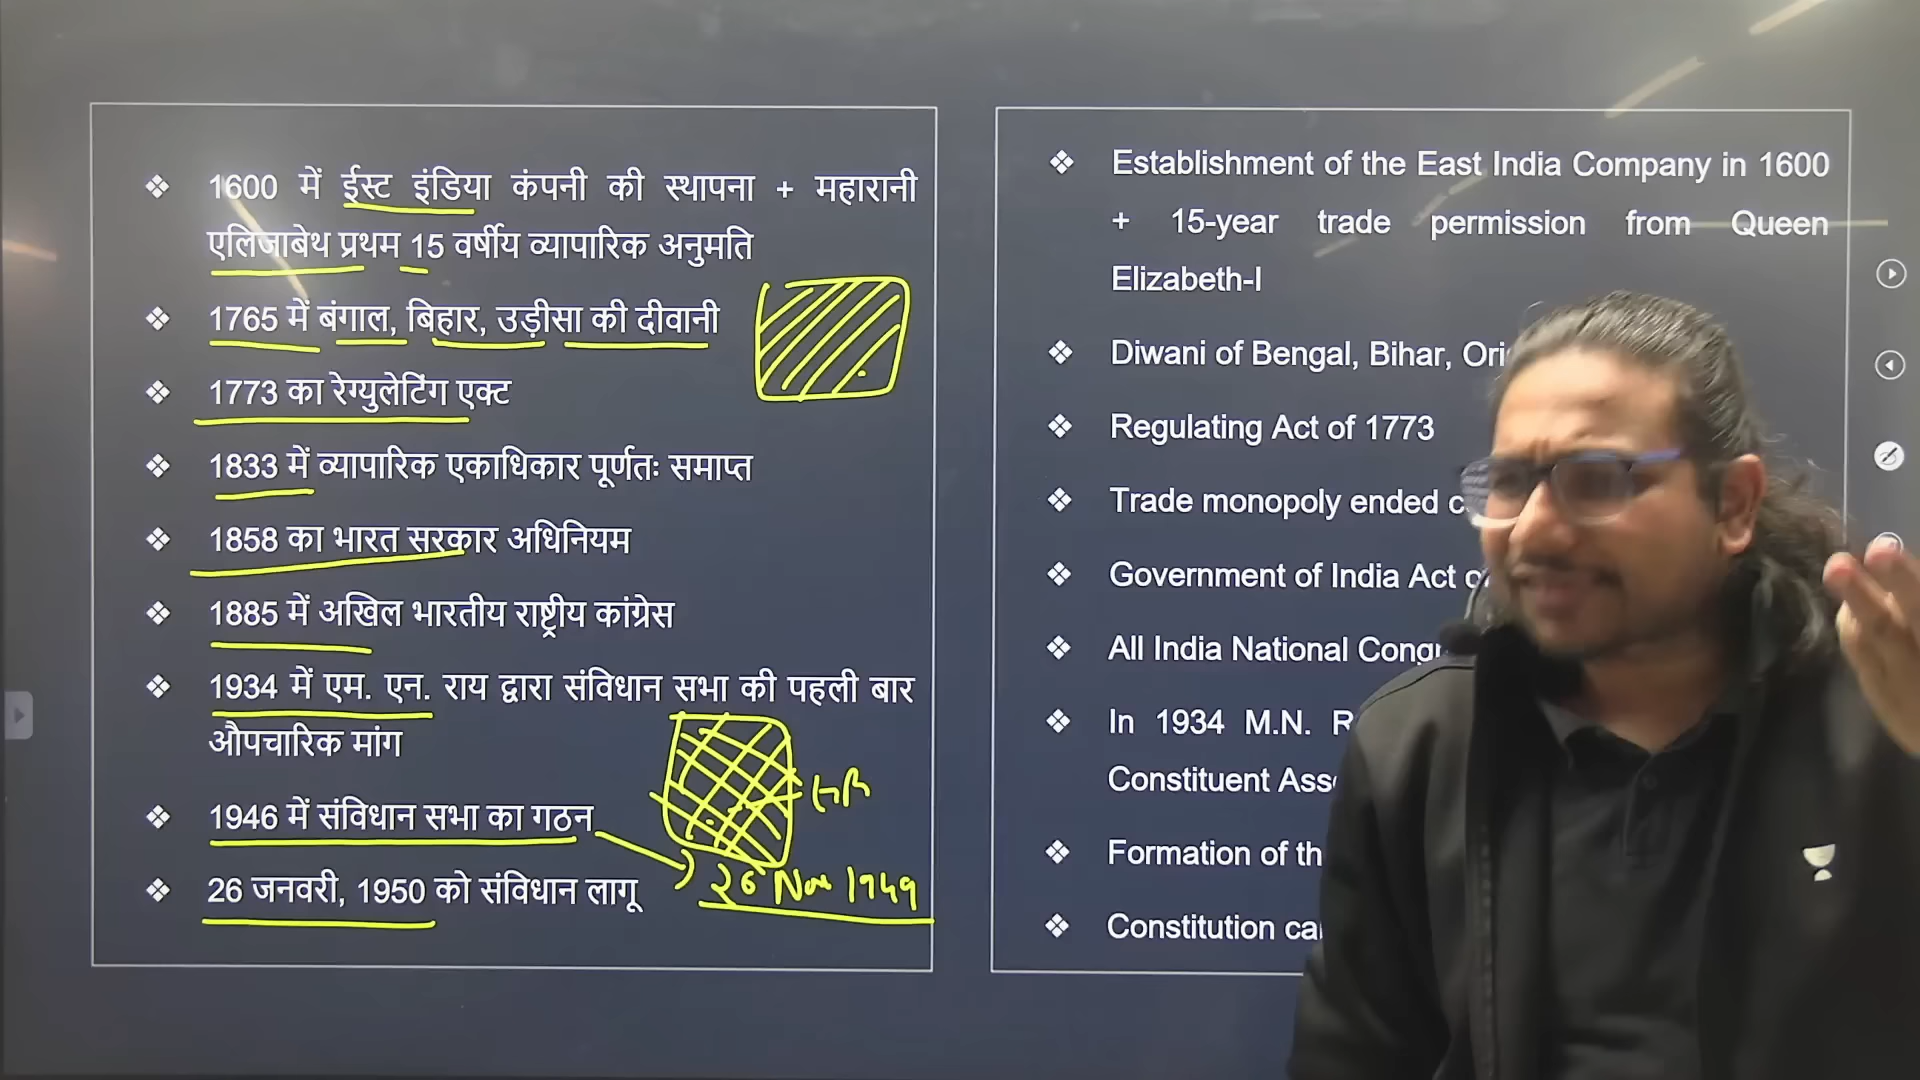 ❖ 1600 में ईस्ट इंडिया कंपनी की स्थापना + महारानी
एलिजाबेथ प्रथम 15 वर्षीय व्यापारिक अनुमति
❖ 1765 में बंगाल, बिहार, उड़ीसा की दीवानी
❖ 1773 का रेग्युलेटिंग एक्ट
❖ 1833 में व्यापारिक एकाधिकार पूर्णतः समाप्त
❖ 1858 का भारत सरकार अधिनियम
❖ 1885 में अखिल भारतीय राष्ट्रीय कांग्रेस
❖ 1934 में एम. एन. राय द्वारा संविधान सभा की पहली बार
औपचारिक मांग
❖ 1946 में संविधान सभा का गठन
❖ 26 जनवरी, 1950 को संविधान लागू
26 Nov 1949
❖ Establishment of the East India Company in 1600
+ 15-year trade permission from Queen
Elizabeth-I
❖ Diwani of Bengal, Bihar,
❖ Regulating Act of 1773
❖ Trade monopoly ended
❖ Government of India Act
❖ All India National
❖ In 1934 M.N.
Constituent
❖ Formation of
❖ Constitution